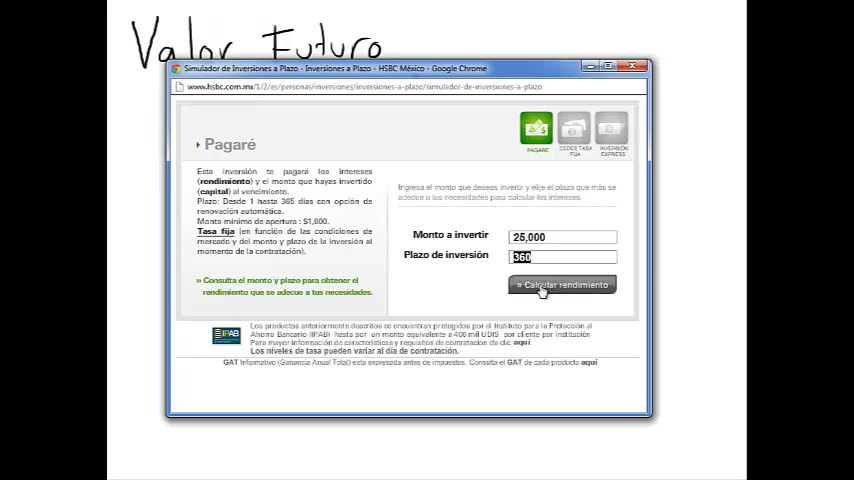 Valor Futuro
Simulador de Inversiones a Plazo - Inversiones a Plazo - HSBC México - Google Chrome
www.hsbc.com.mx/1/2/es/personas/inversiones/inversiones-a-plazo/simulador-de-inversiones-a-plazo
Pagaré
PAGARE
CEDES TASA FIJA
INVERSIÓN EXPRESS
Esta inversión te pagará los intereses
(rendimiento) y el monto que hayas invertido
(capital) al vencimiento.
Plazo: Desde 1 hasta 365 días con opción de
renovación automática.
Monto mínimo de apertura : $1,000.
Tasa fija (en función de las condiciones de
mercado y del monto y plazo de la inversión al
momento de la contratación).
» Consulta el monto y plazo para obtener el
rendimiento que se adecue a tus necesidades.
Ingresa el monto que deseas invertir y elije el plazo que más se
adecue a tus necesidades para calcular los intereses.
Monto a invertir 25,000
Plazo de inversión 360
» Calcular rendimiento
IPAB
Los productos anteriormente descritos se encuentran protegidos por el Instituto para la Protección al
Ahorro Bancario (IPAB) hasta por un monto equivalente a 400 mil UDIS por cliente por institución
Para mayor información de características y requisitos de contratación da clic aquí.
Los niveles de tasa pueden variar al día de contratación.
GAT Informativo (Ganancia Anual Total) esta expresada antes de impuestos. Consulta el GAT de cada producto aquí